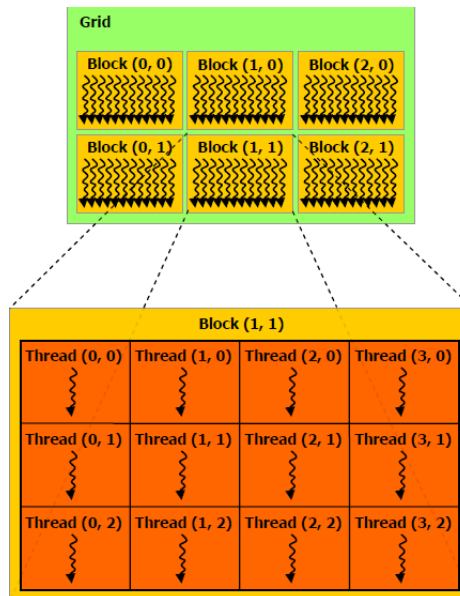 Grid
Block (0, 0) Block (1, 0) Block (2, 0)
Block (0, 1) Block (1, 1) Block (2, 1)
Block (1, 1)
Thread (0, 0) Thread (1, 0) Thread (2, 0) Thread (3, 0)
Thread (0, 1) Thread (1, 1) Thread (2, 1) Thread (3, 1)
Thread (0, 2) Thread (1, 2) Thread (2, 2) Thread (3, 2)